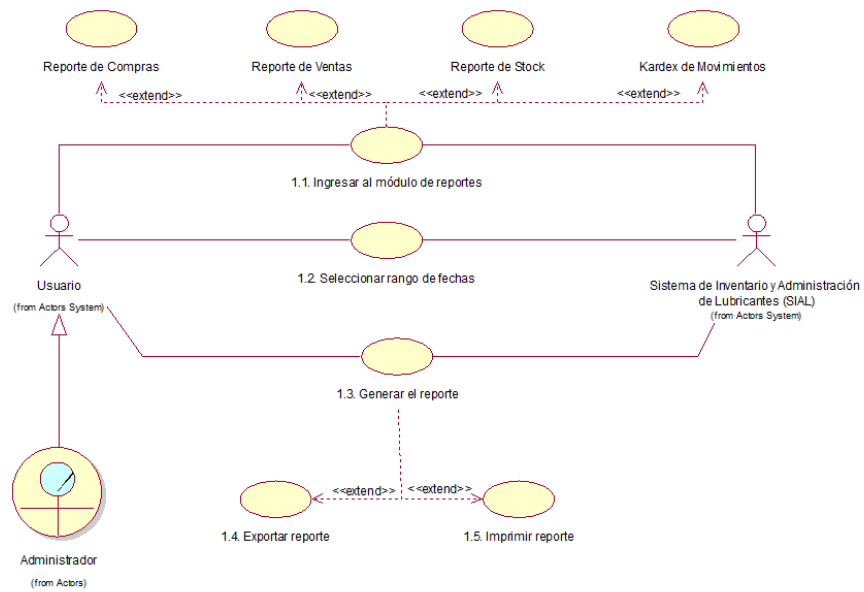 Reporte de Compras
Reporte de Ventas
Reporte de Stock
Kardex de Movimientos
<<extend>>
<<extend>>
<<extend>>
<<extend>>
1.1. Ingresar al módulo de reportes
1.2. Seleccionar rango de fechas
Usuario
(from Actors System)
Sistema de Inventario y Administración
de Lubricantes (SIAL)
(from Actors System)
1.3. Generar el reporte
<<extend>>
<<extend>>
1.4. Exportar reporte
1.5. Imprimir reporte
Administrador
(from Actors)